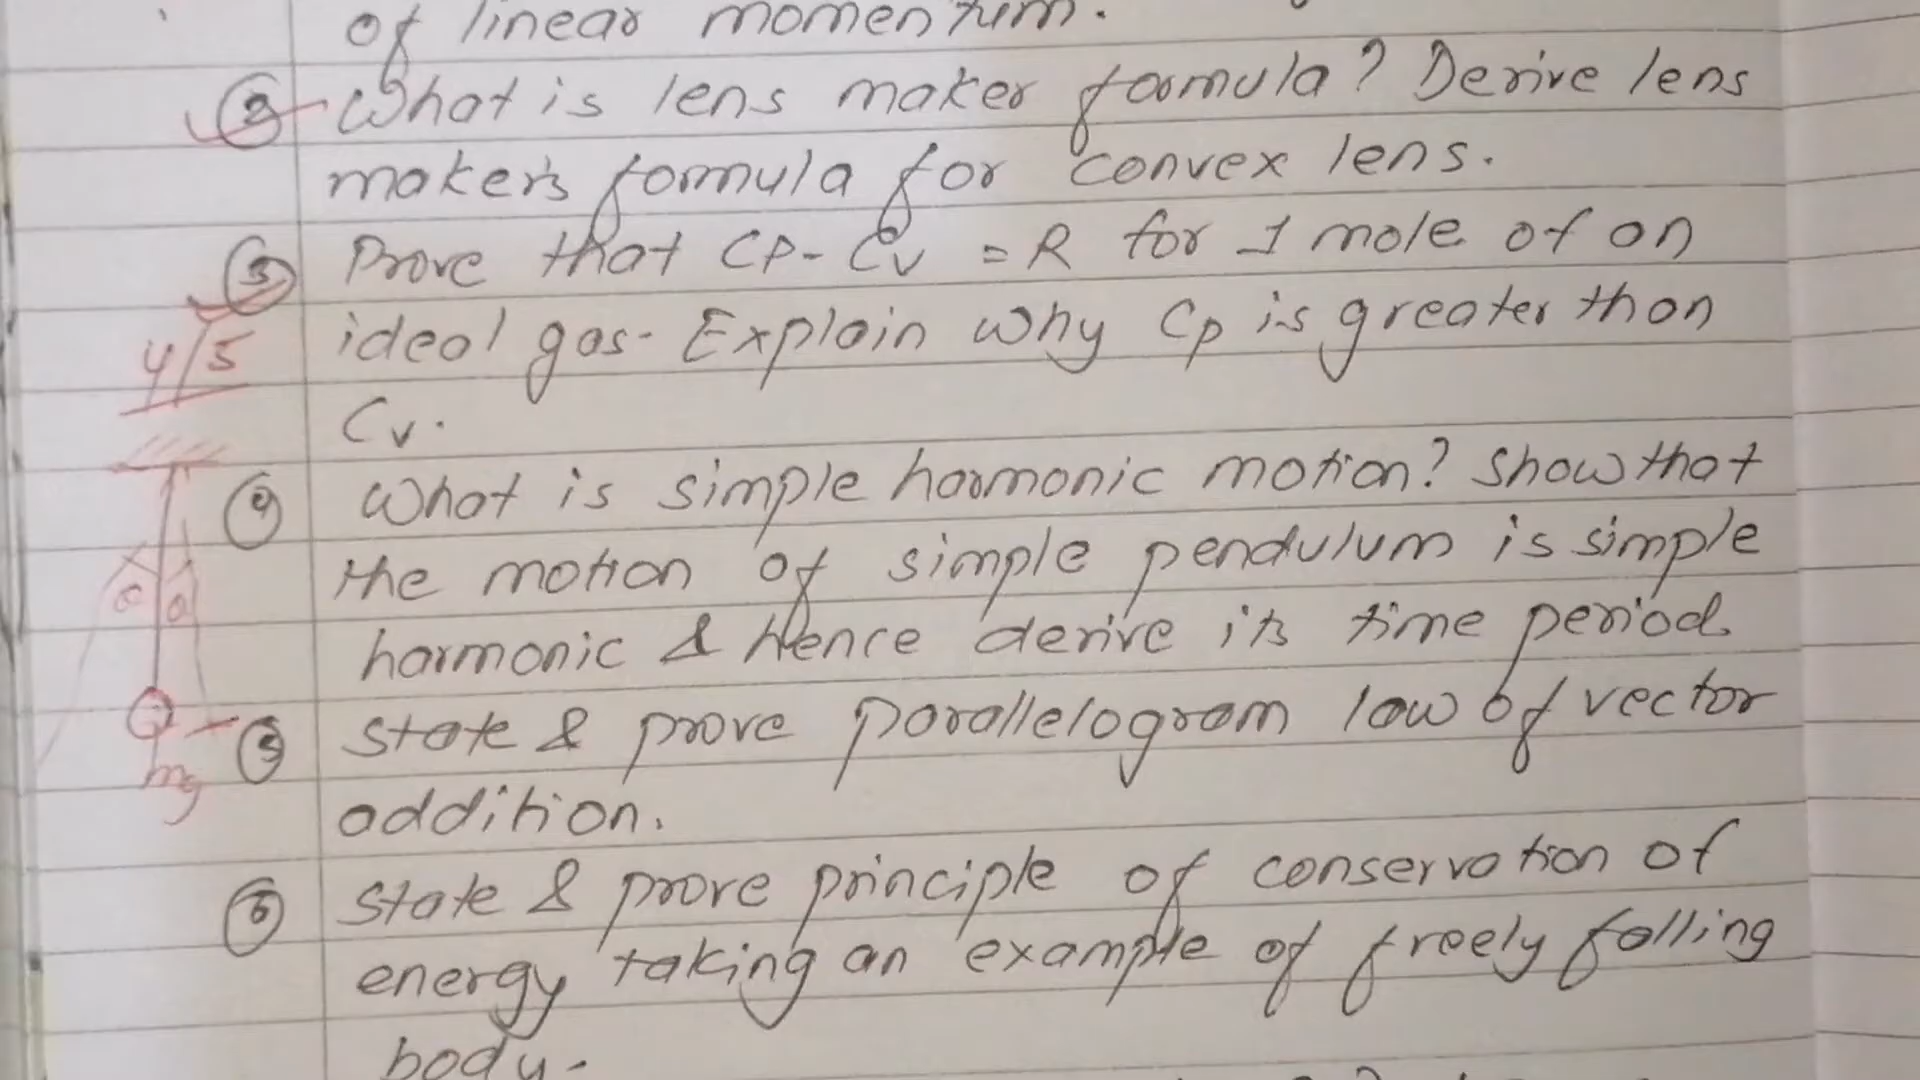 of linear momentum.
② What is lens maker formula? Derive lens
maker's formula for convex lens.
③ Prove that CP - Cv = R for 1 mole of an
ideal gas. Explain why Cp is greater than
4/5
Cv.
④ What is simple harmonic motion? Show that
the motion of simple pendulum is simple
harmonic & Hence derive its time period.
⑤ State & prove parallelogram law of vector
mg
addition.
⑥ State & prove principle of conservation of
energy taking an example of freely falling
body.